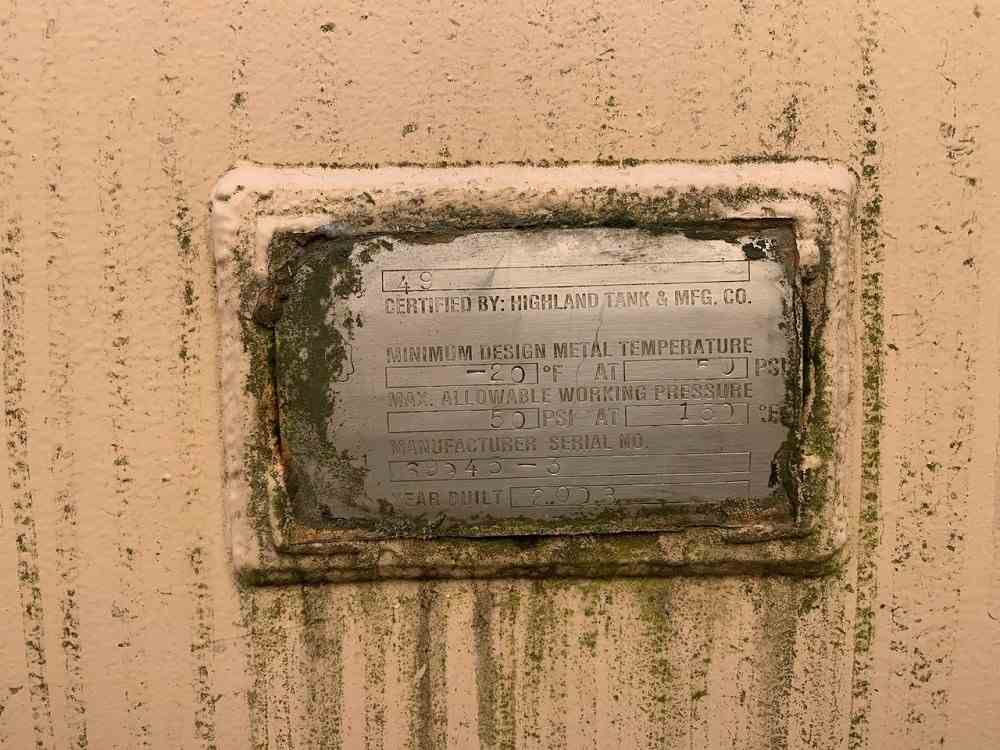 49
CERTIFIED BY: HIGHLAND TANK & MFG. CO.
MINIMUM DESIGN METAL TEMPERATURE
-20 °F AT 50 PSI
MAX. ALLOWABLE WORKING PRESSURE
50 PSI AT 160 °F
MANUFACTURER SERIAL NO.
YEAR BUILT 2003